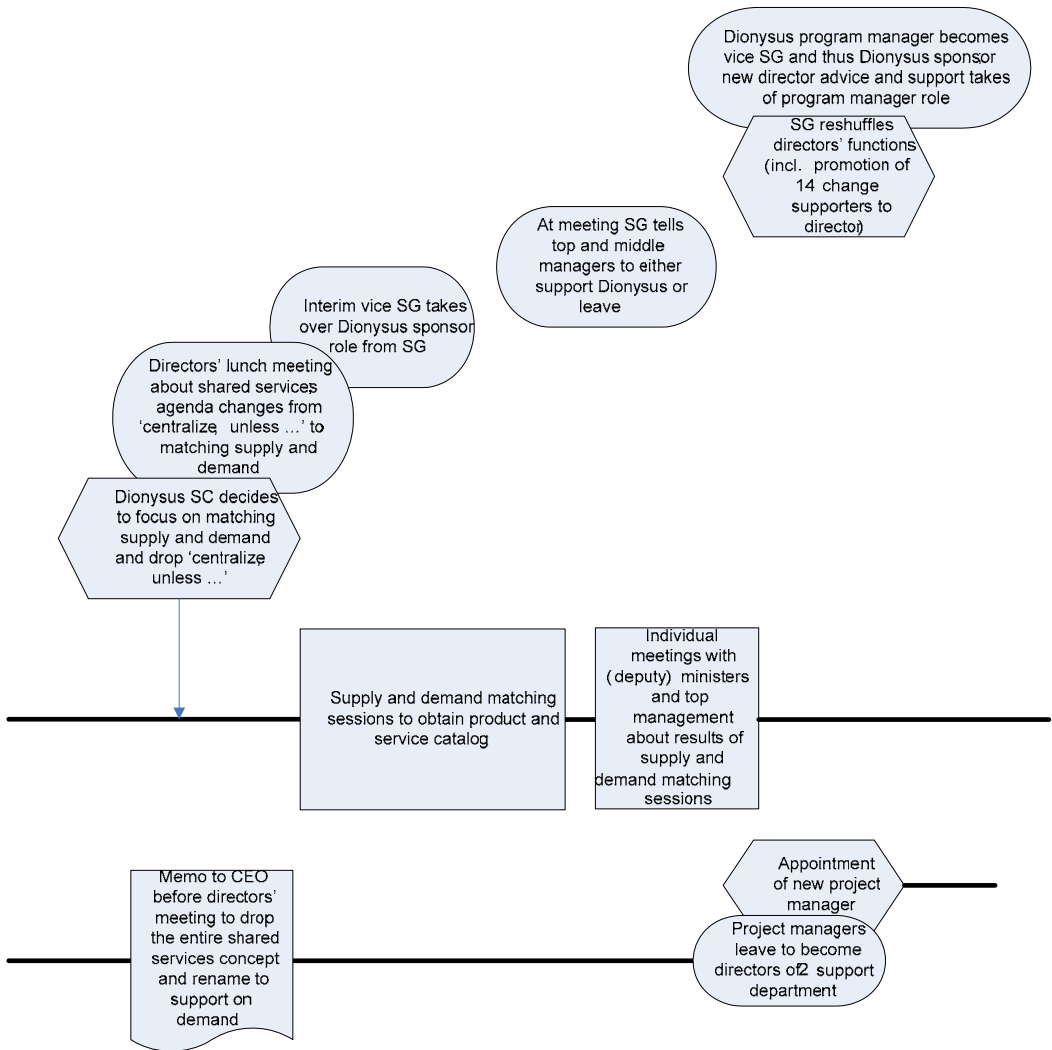 Dionysus program manager becomes
vice SG and thus Dionysus sponsor;
new director advice and support takes
of program manager role
SG reshuffles
directors’ functions
(incl. promotion of
14 change
supporters to
director)
At meeting SG tells
top and middle
managers to either
support Dionysus or
leave
Interim vice SG takes
over Dionysus sponsor
role from SG
Directors’ lunch meeting
about shared services;
agenda changes from
‘centralize, unless …’ to
matching supply and
demand
Dionysus SC decides
to focus on matching
supply and demand
and drop ‘centralize,
unless …’
Supply and demand matching
sessions to obtain product and
service catalog
Individual
meetings with
(deputy) ministers
and top
management
about results of
supply and
demand matching
sessions
Memo to CEO
before directors’
meeting to drop
the entire shared
services concept
and rename to
support on
demand
Appointment
of new project
manager
Project managers
leave to become
directors of 2 support
department